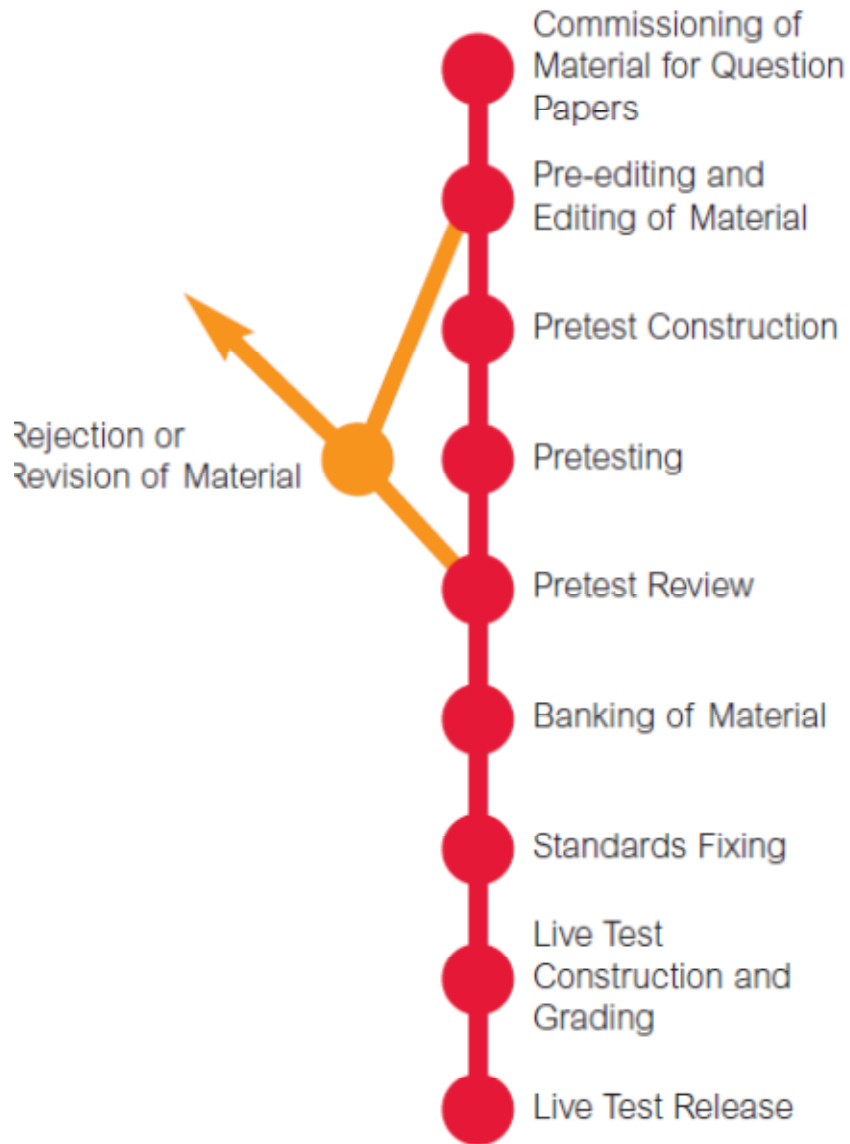 Commissioning of
Material for Question
Papers
Pre-editing and
Editing of Material
Pretest Construction
Rejection or
Revision of Material
Pretesting
Pretest Review
Banking of Material
Standards Fixing
Live Test
Construction and
Grading
Live Test Release